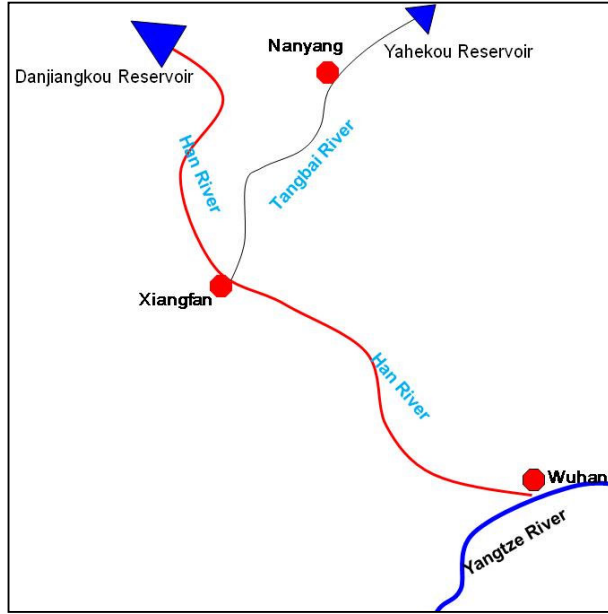 Nanyang
Yahekou Reservoir
Danjiangkou Reservoir
Han River
Tangbai River
Xiangfan
Han River
Wuhan
Yangtze River